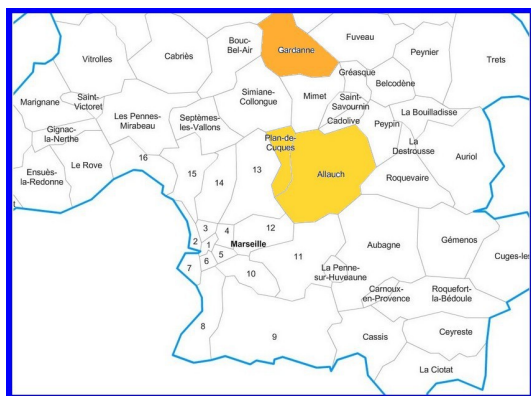 Bouc-
Bel-Air
Gardanne
Fuveau
Vitrolles
Cabriès
Peynier
Trets
Gréasque
Belcodène
Marignane
Saint-
Victoret
Simiane-
Collongue
Mimet
Saint-
Savournin
Les Pennes-
Mirabeau
Septèmes-
les-Vallons
Cadolive
La Bouilladisse
Peypin
Gignac-
la-Nerthe
Plan-de-
Cuques
La
Destrousse
Auriol
Ensuès-
la-Redonne
Le Rove
16
15
14
13
Allauch
Roquevaire
3
4
12
2
1
Marseille
5
6
7
10
11
Aubagne
Gémenos
Cuges-les
La Penne-
sur-Huveaune
Carnoux-
en-Provence
Roquefort-
la-Bédoule
8
9
Cassis
Ceyreste
La Ciotat